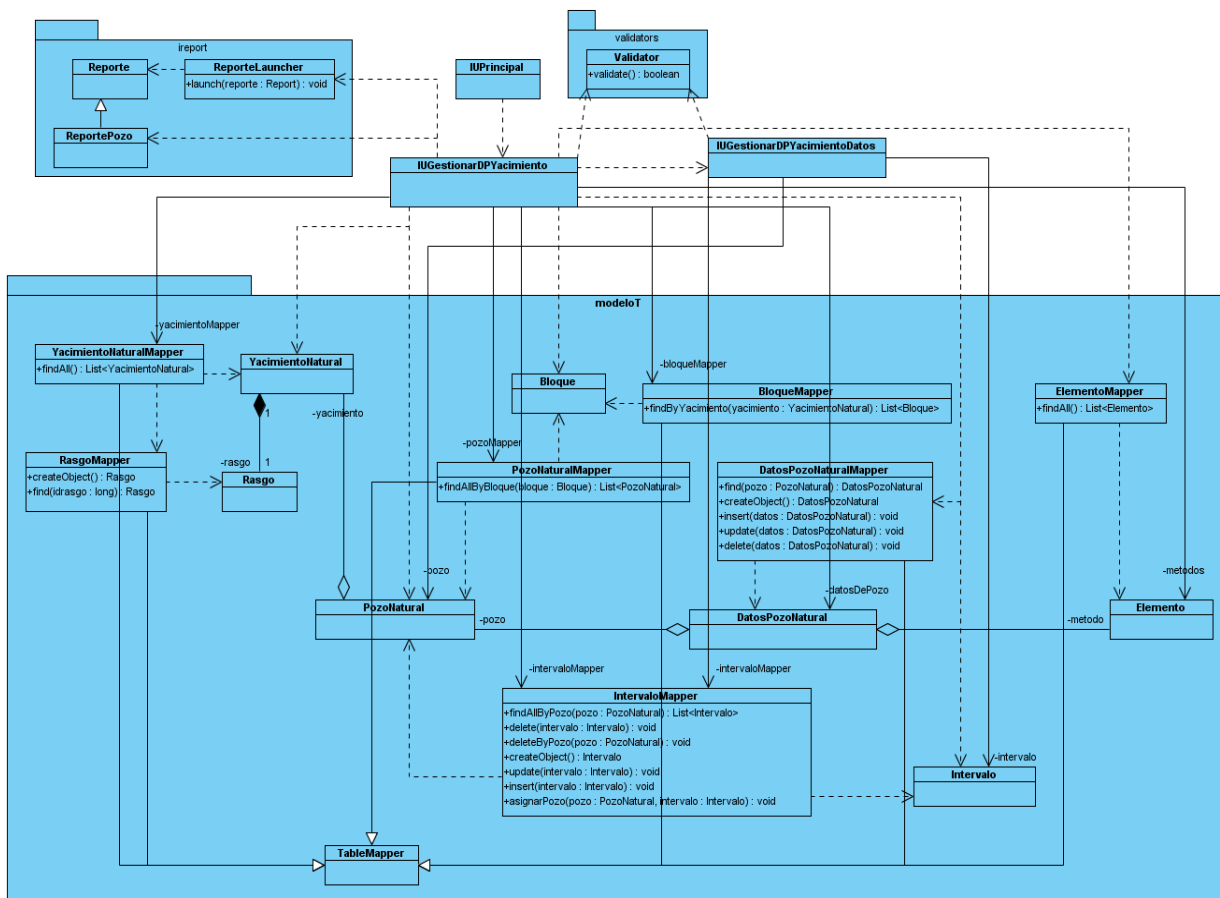 ireport
Reporte
ReporteLauncher
+launch(reporte : Report) : void
ReportePozo
IUPrincipal
validators
Validator
+validate() : boolean
IUGestionarDPYacimiento
IUGestionarDPYacimientoDatos
modeloT
-yacimientoMapper
YacimientoNaturalMapper
+findAll() : List<YacimientoNatural>
YacimientoNatural
-yacimiento
1
-rasgo
1
RasgoMapper
+createObject() : Rasgo
+find(idrasgo : long) : Rasgo
Rasgo
Bloque
-bloqueMapper
BloqueMapper
+findByYacimiento(yacimiento : YacimientoNatural) : List<Bloque>
ElementoMapper
+findAll() : List<Elemento>
-pozoMapper
PozoNaturalMapper
+findAllByBloque(bloque : Bloque) : List<PozoNatural>
DatosPozoNaturalMapper
+find(pozo : PozoNatural) : DatosPozoNatural
+createObject() : DatosPozoNatural
+insert(datos : DatosPozoNatural) : void
+update(datos : DatosPozoNatural) : void
+delete(datos : DatosPozoNatural) : void
-pozo
-datosDePozo
-metodos
PozoNatural
-pozo
DatosPozoNatural
-metodo
Elemento
-intervaloMapper
-intervaloMapper
IntervaloMapper
+findAllByPozo(pozo : PozoNatural) : List<Intervalo>
+delete(intervalo : Intervalo) : void
+deleteByPozo(pozo : PozoNatural) : void
+createObject() : Intervalo
+update(intervalo : Intervalo) : void
+insert(intervalo : Intervalo) : void
+asignarPozo(pozo : PozoNatural, intervalo : Intervalo) : void
-intervalo
Intervalo
TableMapper